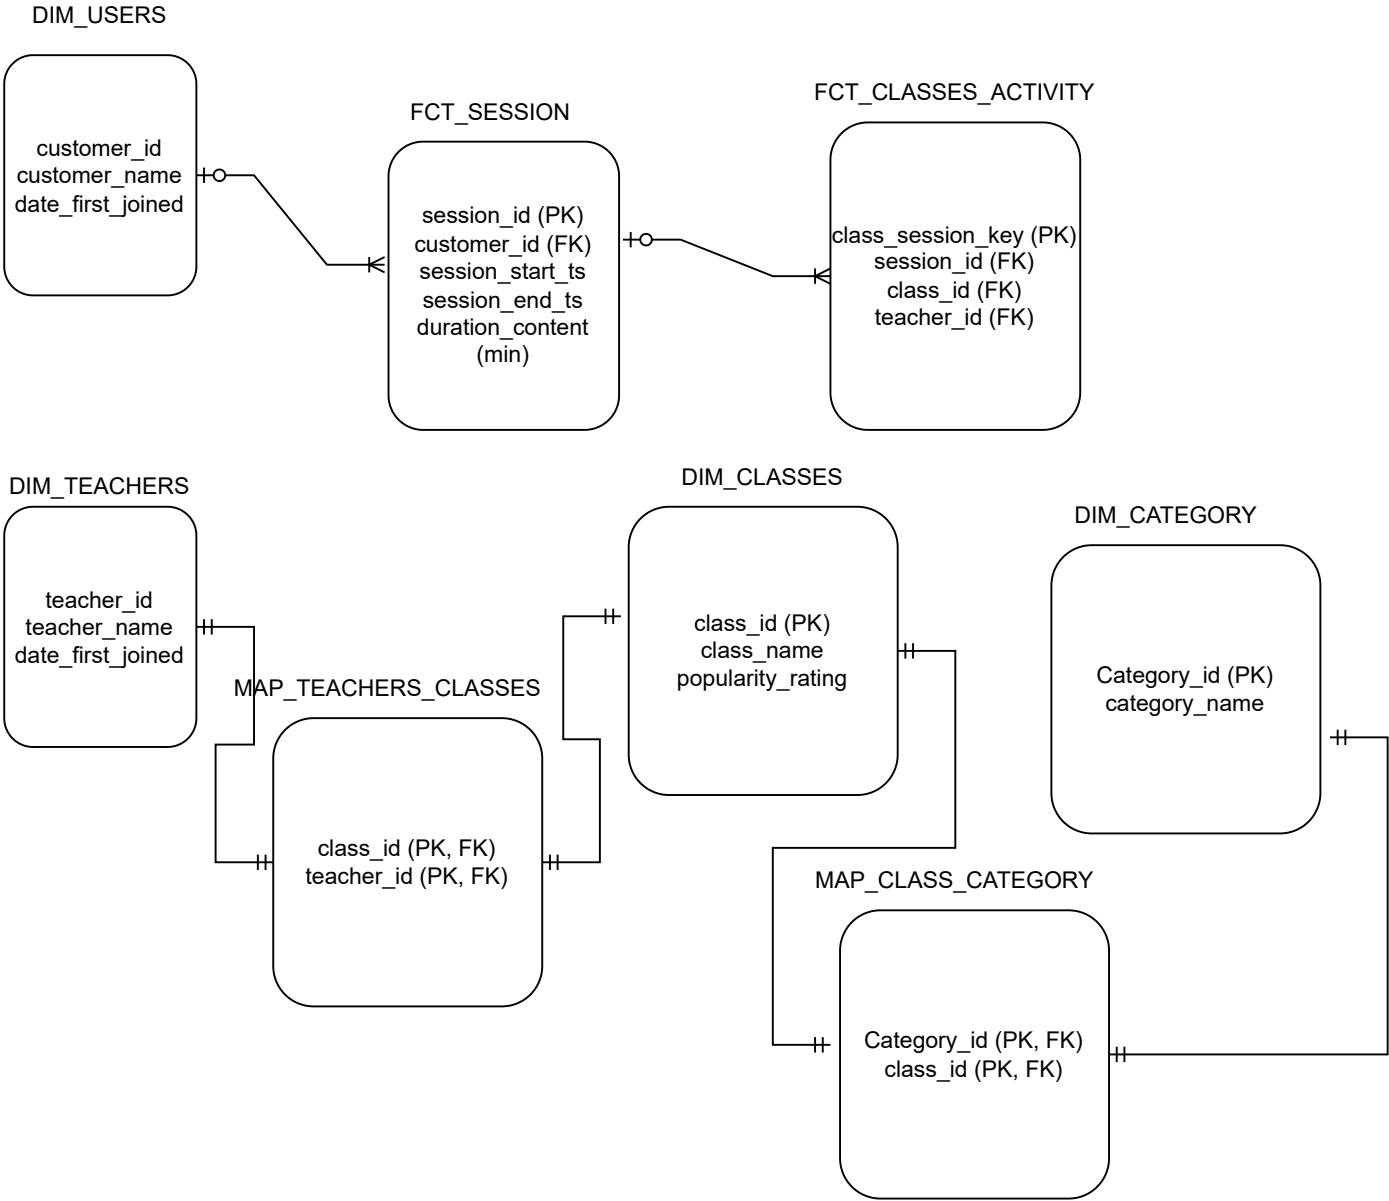 DIM_USERS
customer_id
customer_name
date_first_joined
FCT_SESSION
session_id (PK)
customer_id (FK)
session_start_ts
session_end_ts
duration_content
(min)
FCT_CLASSES_ACTIVITY
class_session_key (PK)
session_id (FK)
class_id (FK)
teacher_id (FK)
DIM_TEACHERS
teacher_id
teacher_name
date_first_joined
MAP_TEACHERS_CLASSES
class_id (PK, FK)
teacher_id (PK, FK)
DIM_CLASSES
class_id (PK)
class_name
popularity_rating
DIM_CATEGORY
Category_id (PK)
category_name
MAP_CLASS_CATEGORY
Category_id (PK, FK)
class_id (PK, FK)